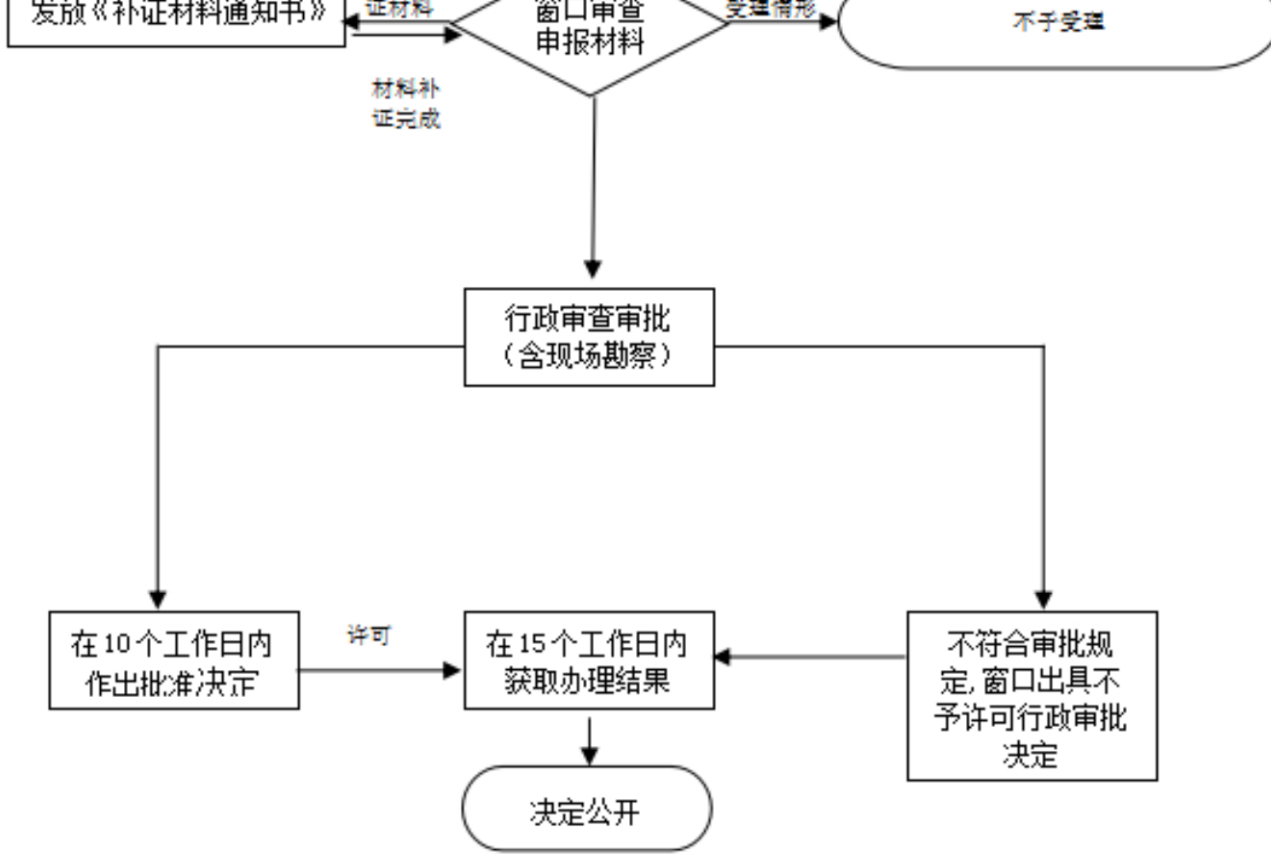 发放《补证材料通知书》
证材料
窗口审查
申报材料
受理情形
不予受理
材料补
证完成
行政审查审批
（含现场勘察）
在10个工作日内
作出批准决定
许可
在15个工作日内
获取办理结果
不符合审批规
定,窗口出具不
予许可行政审批
决定
决定公开